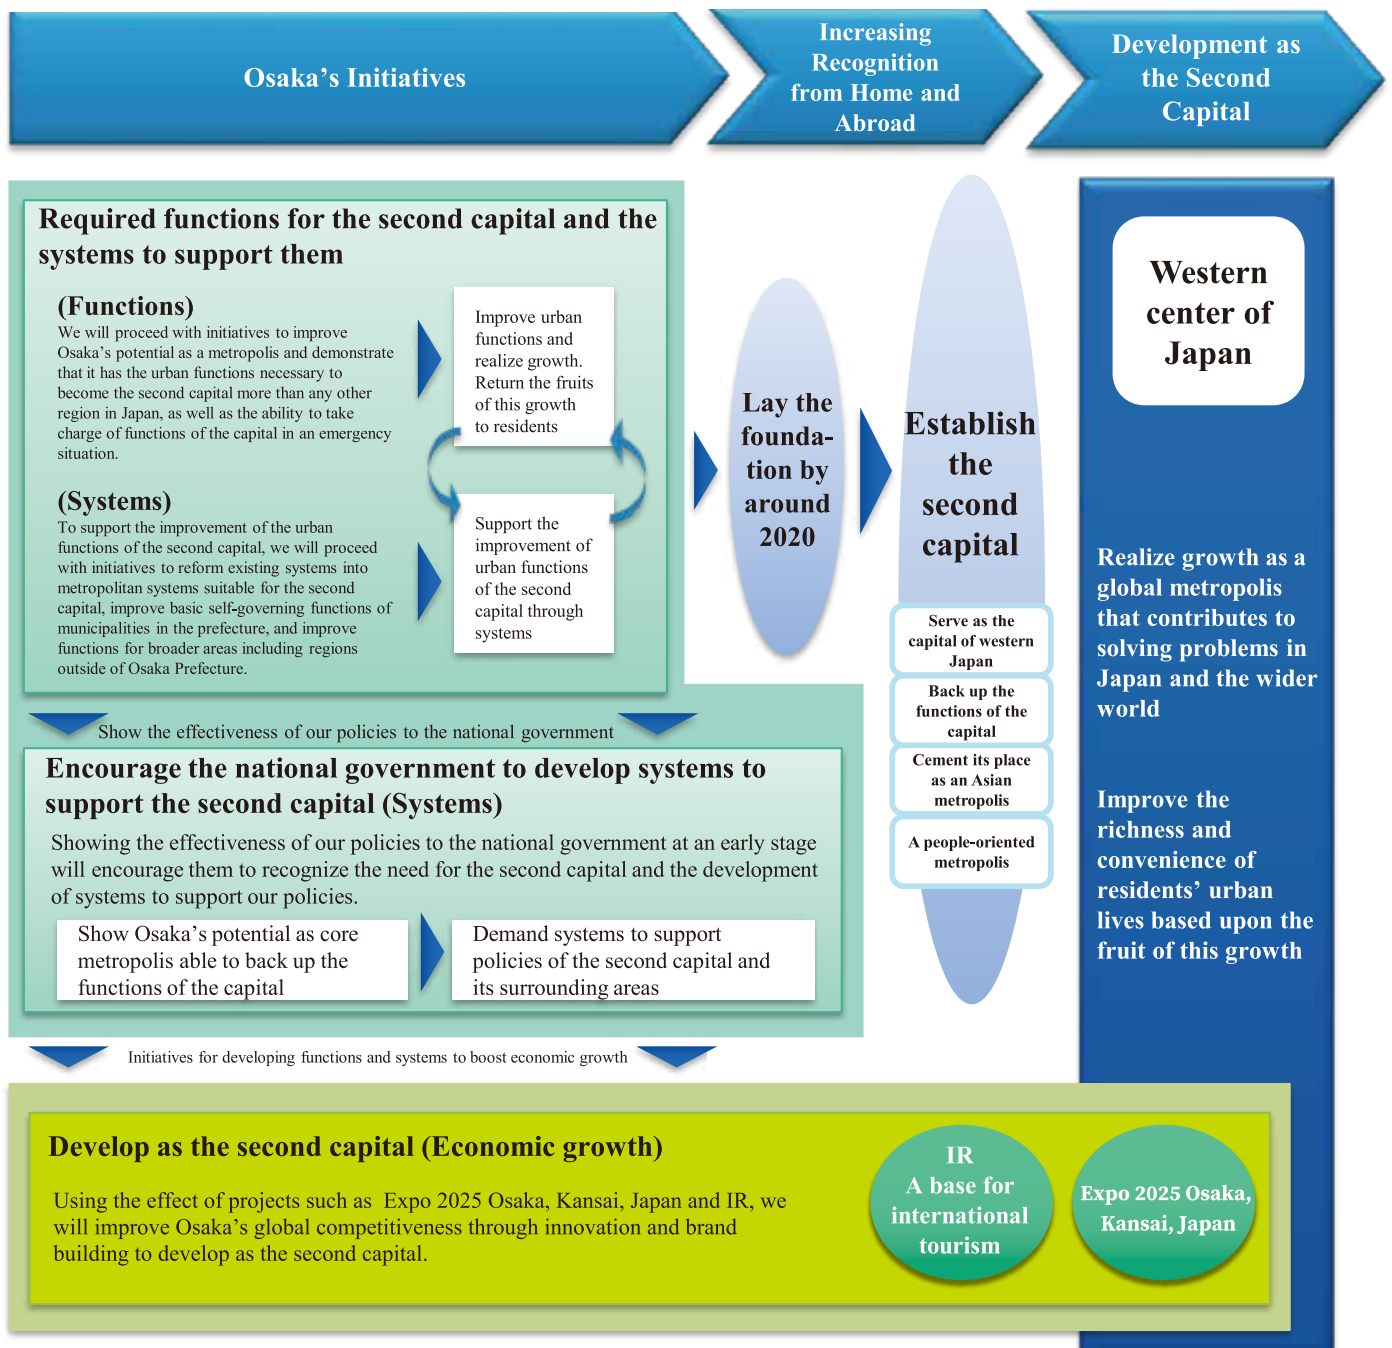 Osaka's Initiatives
Increasing
Recognition
from Home and
Abroad
Development as
the Second
Capital
Required functions for the second capital and the
systems to support them
(Functions)
We will proceed with initiatives to improve
Osaka's potential as a metropolis and demonstrate
that it has the urban functions necessary to
become the second capital more than any other
region in Japan, as well as the ability to take
charge of functions of the capital in an emergency
situation.
Improve urban
functions and
realize growth.
Return the fruits
of this growth
to residents
(Systems)
To support the improvement of the urban
functions of the second capital, we will proceed
with initiatives to reform existing systems into
metropolitan systems suitable for the second
capital, improve basic self-governing functions of
municipalities in the prefecture, and improve
functions for broader areas including regions
outside of Osaka Prefecture.
Support the
improvement of
urban functions
of the second
capital through
systems
Show the effectiveness of our policies to the national government
Encourage the national government to develop systems to
support the second capital (Systems)
Showing the effectiveness of our policies to the national government at an early stage
will encourage them to recognize the need for the second capital and the development
of systems to support our policies.
Show Osaka's potential as core
metropolis able to back up the
functions of the capital
Demand systems to support
policies of the second capital and
its surrounding areas
Lay the
founda-
tion by
around
2020
Establish
the
second
capital
Serve as the
capital of western
Japan
Back up the
functions of the
capital
Cement its place
as an Asian
metropolis
A people-oriented
metropolis
Western
center of
Japan
Realize growth as a
global metropolis
that contributes to
solving problems in
Japan and the wider
world
Improve the
richness and
convenience of
residents' urban
lives based upon the
fruit of this growth
Initiatives for developing functions and systems to boost economic growth
Develop as the second capital (Economic growth)
Using the effect of projects such as Expo 2025 Osaka, Kansai, Japan and IR, we
will improve Osaka's global competitiveness through innovation and brand
building to develop as the second capital.
IR
A base for
international
tourism
Expo 2025 Osaka,
Kansai, Japan